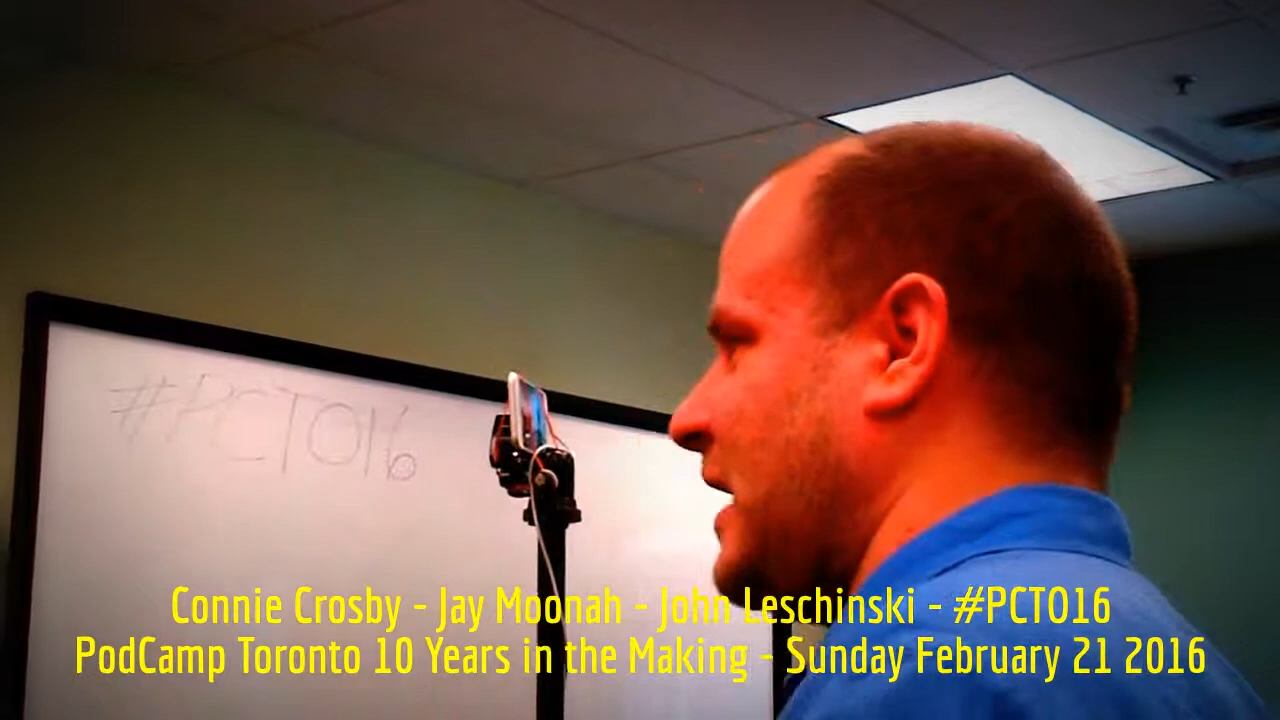 #PCTO16
Connie Crosby - Jay Moonah - John Leschinski - #PCTO16
PodCamp Toronto 10 Years in the Making - Sunday February 21 2016